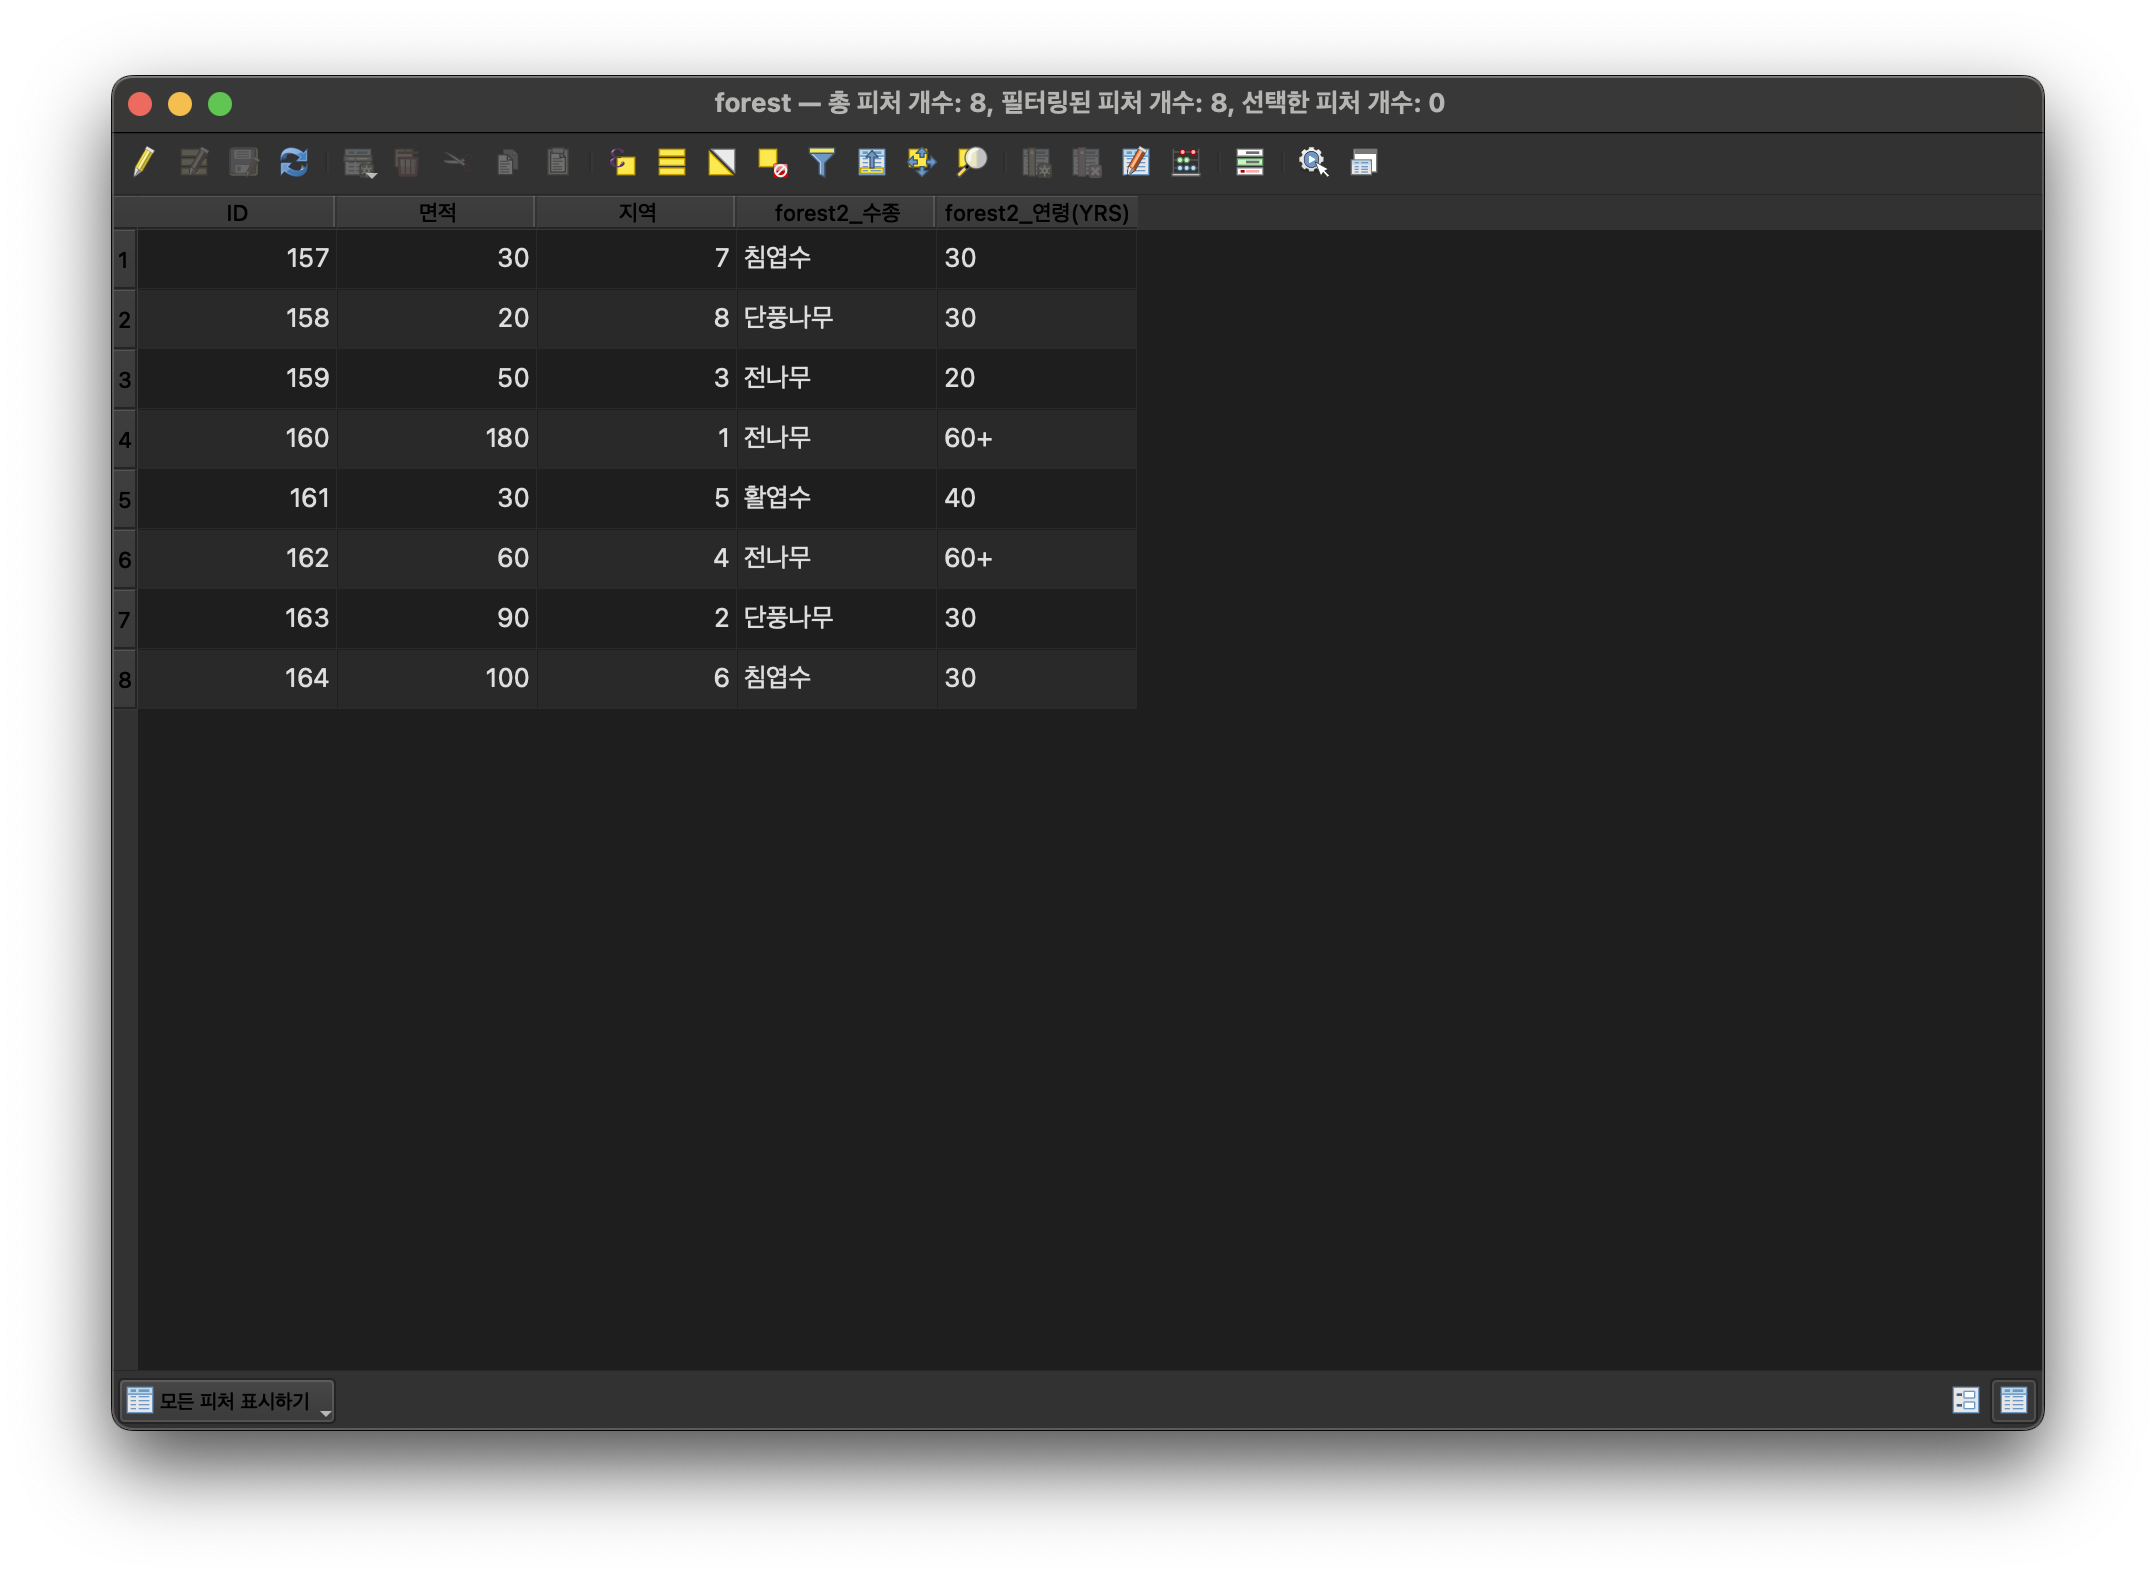 forest — 총 피처 개수: 8, 필터링된 피처 개수: 8, 선택한 피처 개수: 0
ID 면적 지역 forest2_수종 forest2_연령(YRS)
1 157 30 7 침엽수 30
2 158 20 8 단풍나무 30
3 159 50 3 전나무 20
4 160 180 1 전나무 60+
5 161 30 5 활엽수 40
6 162 60 4 전나무 60+
7 163 90 2 단풍나무 30
8 164 100 6 침엽수 30
모든 피처 표시하기